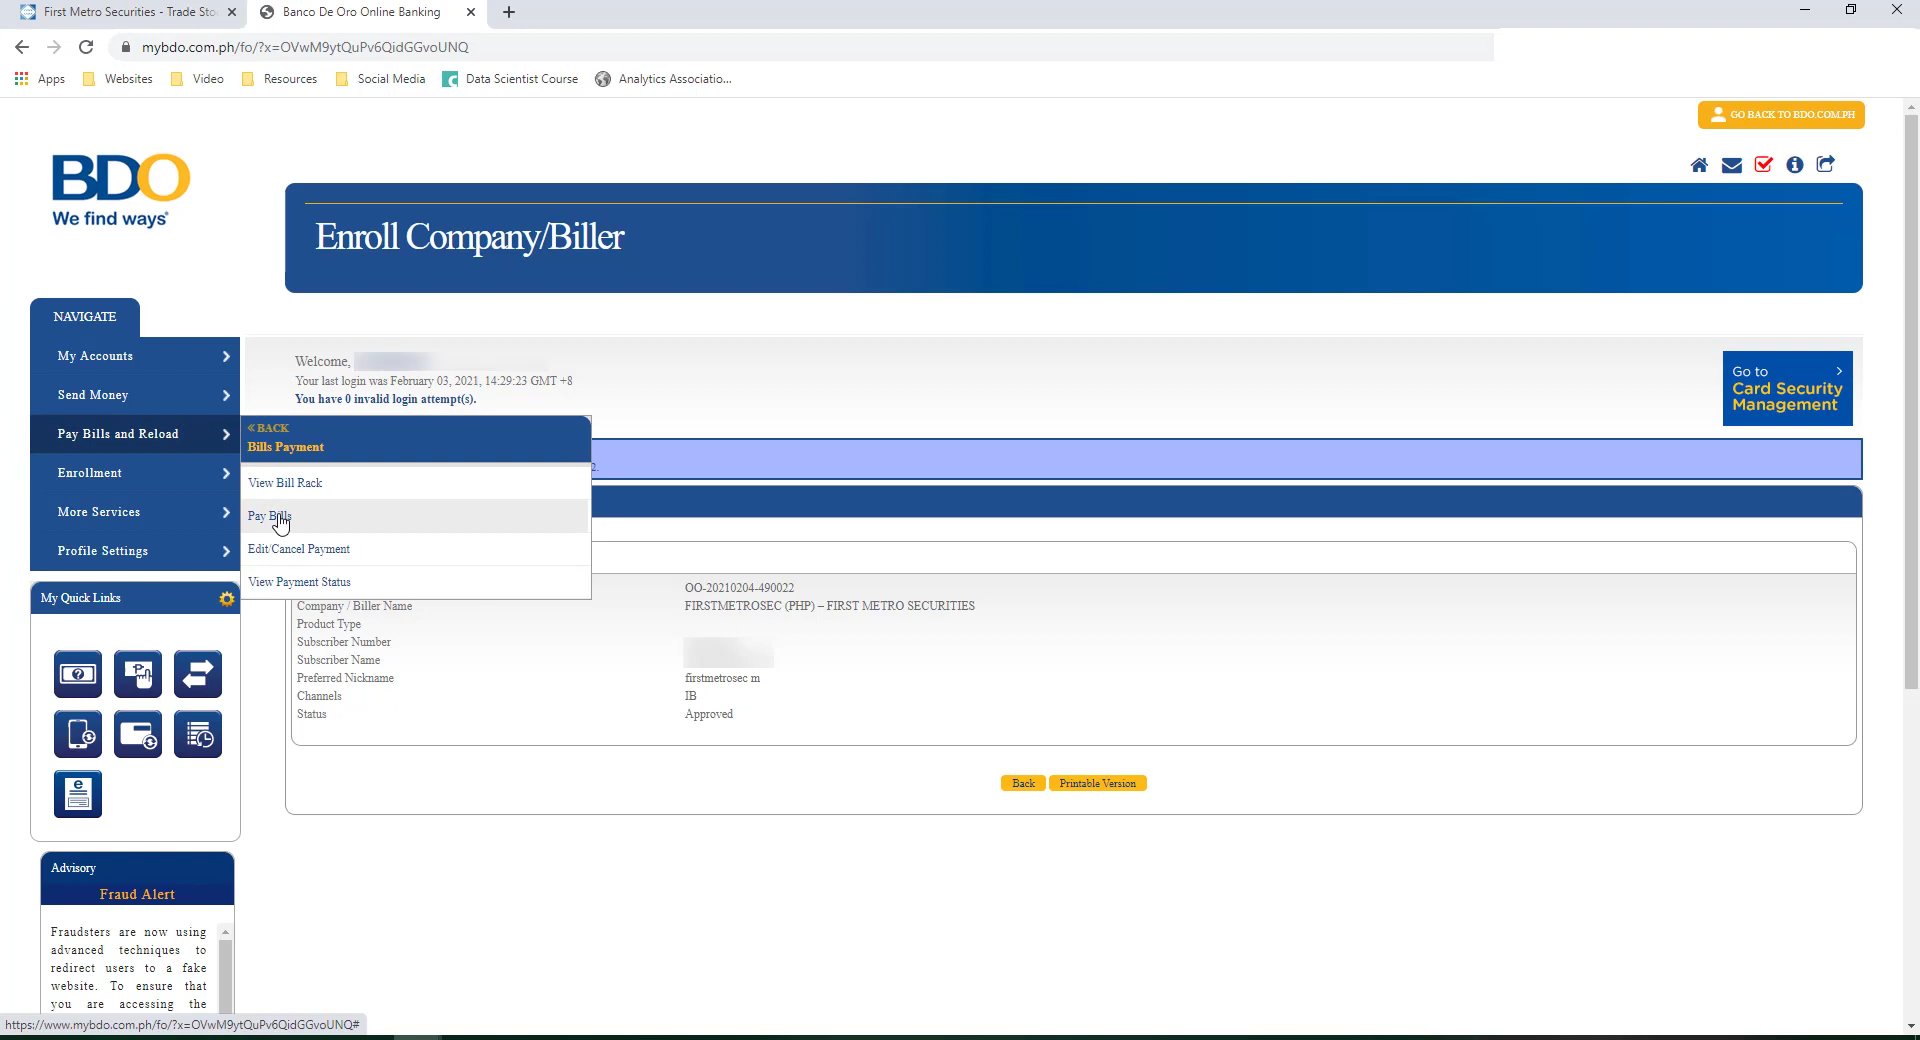 First Metro Securities - Trade Sto
Banco De Oro Online Banking
mybdo.com.ph/fo/?x=OVwM9ytQuPv6QidGGvoUNQ
Apps
Websites
Video
Resources
Social Media
Data Scientist Course
Analytics Associatio...
GO BACK TO BDO.COM.PH
BDO
We find ways
Enroll Company/Biller
NAVIGATE
My Accounts
Send Money
Pay Bills and Reload
Enrollment
More Services
Profile Settings
Welcome,
Your last login was February 03, 2021, 14:29:23 GMT +8
You have 0 invalid login attempt(s).
Go to
Card Security
Management
« BACK
Bills Payment
View Bill Rack
Pay Bills
Edit/Cancel Payment
View Payment Status
2.
OO-20210204-490022
Company / Biller Name FIRSTMETROSEC (PHP) – FIRST METRO SECURITIES
Product Type
Subscriber Number
Subscriber Name
Preferred Nickname firstmetrosec m
Channels IB
Status Approved
Back
Printable Version
My Quick Links
Advisory
Fraud Alert
Fraudsters are now using
advanced techniques to
redirect users to a fake
website. To ensure that
you are accessing the
https://www.mybdo.com.ph/fo/?x=OVwM9ytQuPv6QidGGvoUNQ#